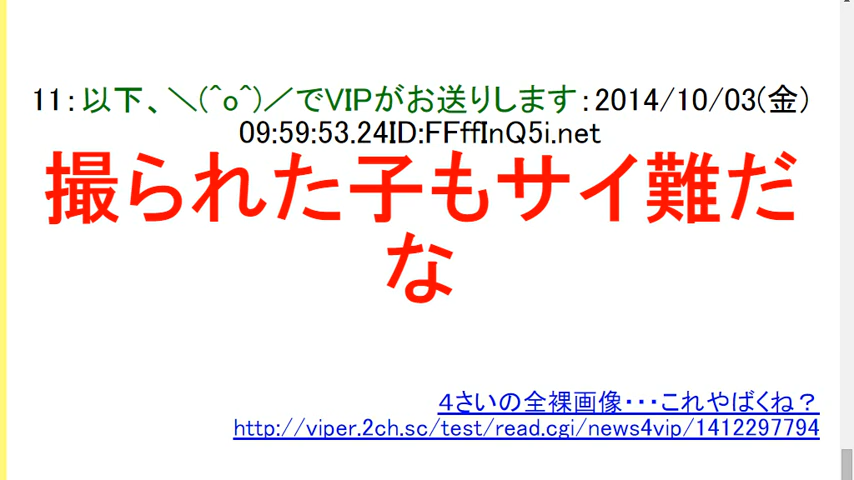 11：以下、＼(^o^)／でVIPがお送りします：2014/10/03(金)
09:59:53.24ID:FFffInQ5i.net
撮られた子もサイ難だ
な
４さいの全裸画像・・・これやばくね？
http://viper.2ch.sc/test/read.cgi/news4vip/1412297794